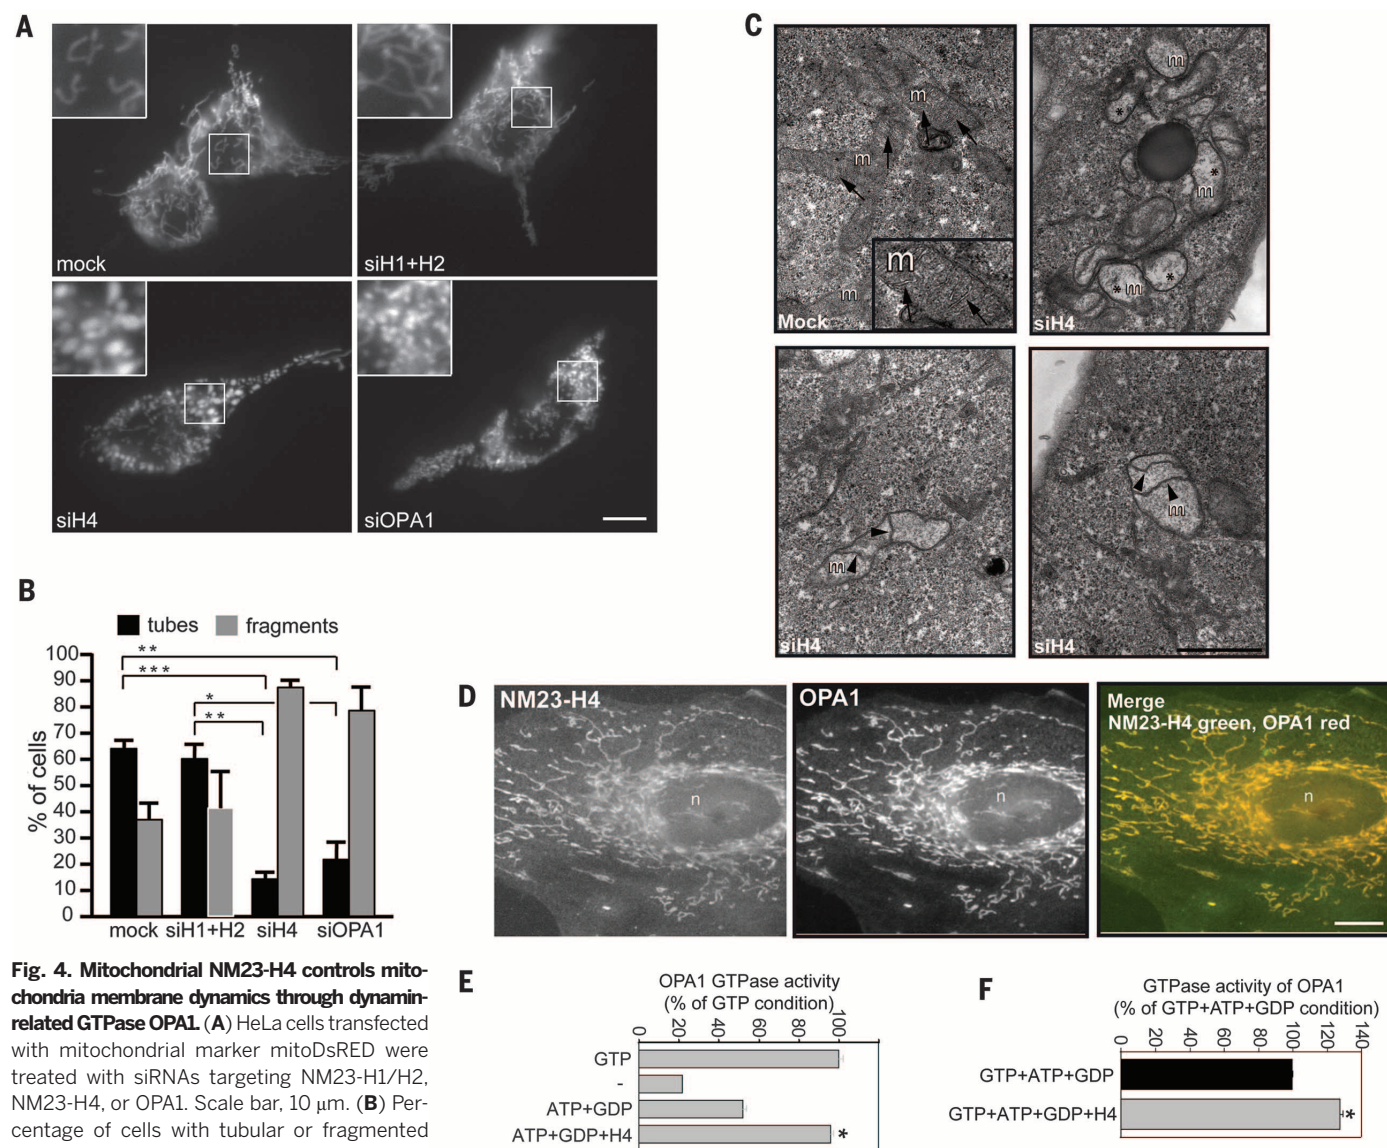 A
mock
siH1+H2
siH4
siOPA1
B
tubes fragments
**
***
*
**
% of cells
100
90
80
70
60
50
40
30
20
10
0
mock siH1+H2 siH4 siOPA1
Fig. 4. Mitochondrial NM23-H4 controls mito-
chondria membrane dynamics through dynamin-
related GTPase OPA1. (A) HeLa cells transfected
with mitochondrial marker mitoDsRED were
treated with siRNAs targeting NM23-H1/H2,
NM23-H4, or OPA1. Scale bar, 10 μm. (B) Per-
centage of cells with tubular or fragmented
C
m
m
m
m
Mock
m
*
*
m
*
m
*
siH4
m
siH4
m
siH4
D
NM23-H4
n
OPA1
n
Merge
NM23-H4 green, OPA1 red
n
E
OPA1 GTPase activity
(% of GTP condition)
0 20 40 60 80 100
GTP
-
ATP+GDP
ATP+GDP+H4 *
F
GTPase activity of OPA1
(% of GTP+ATP+GDP condition)
0 20 40 60 80 100 120 140
GTP+ATP+GDP
GTP+ATP+GDP+H4 *